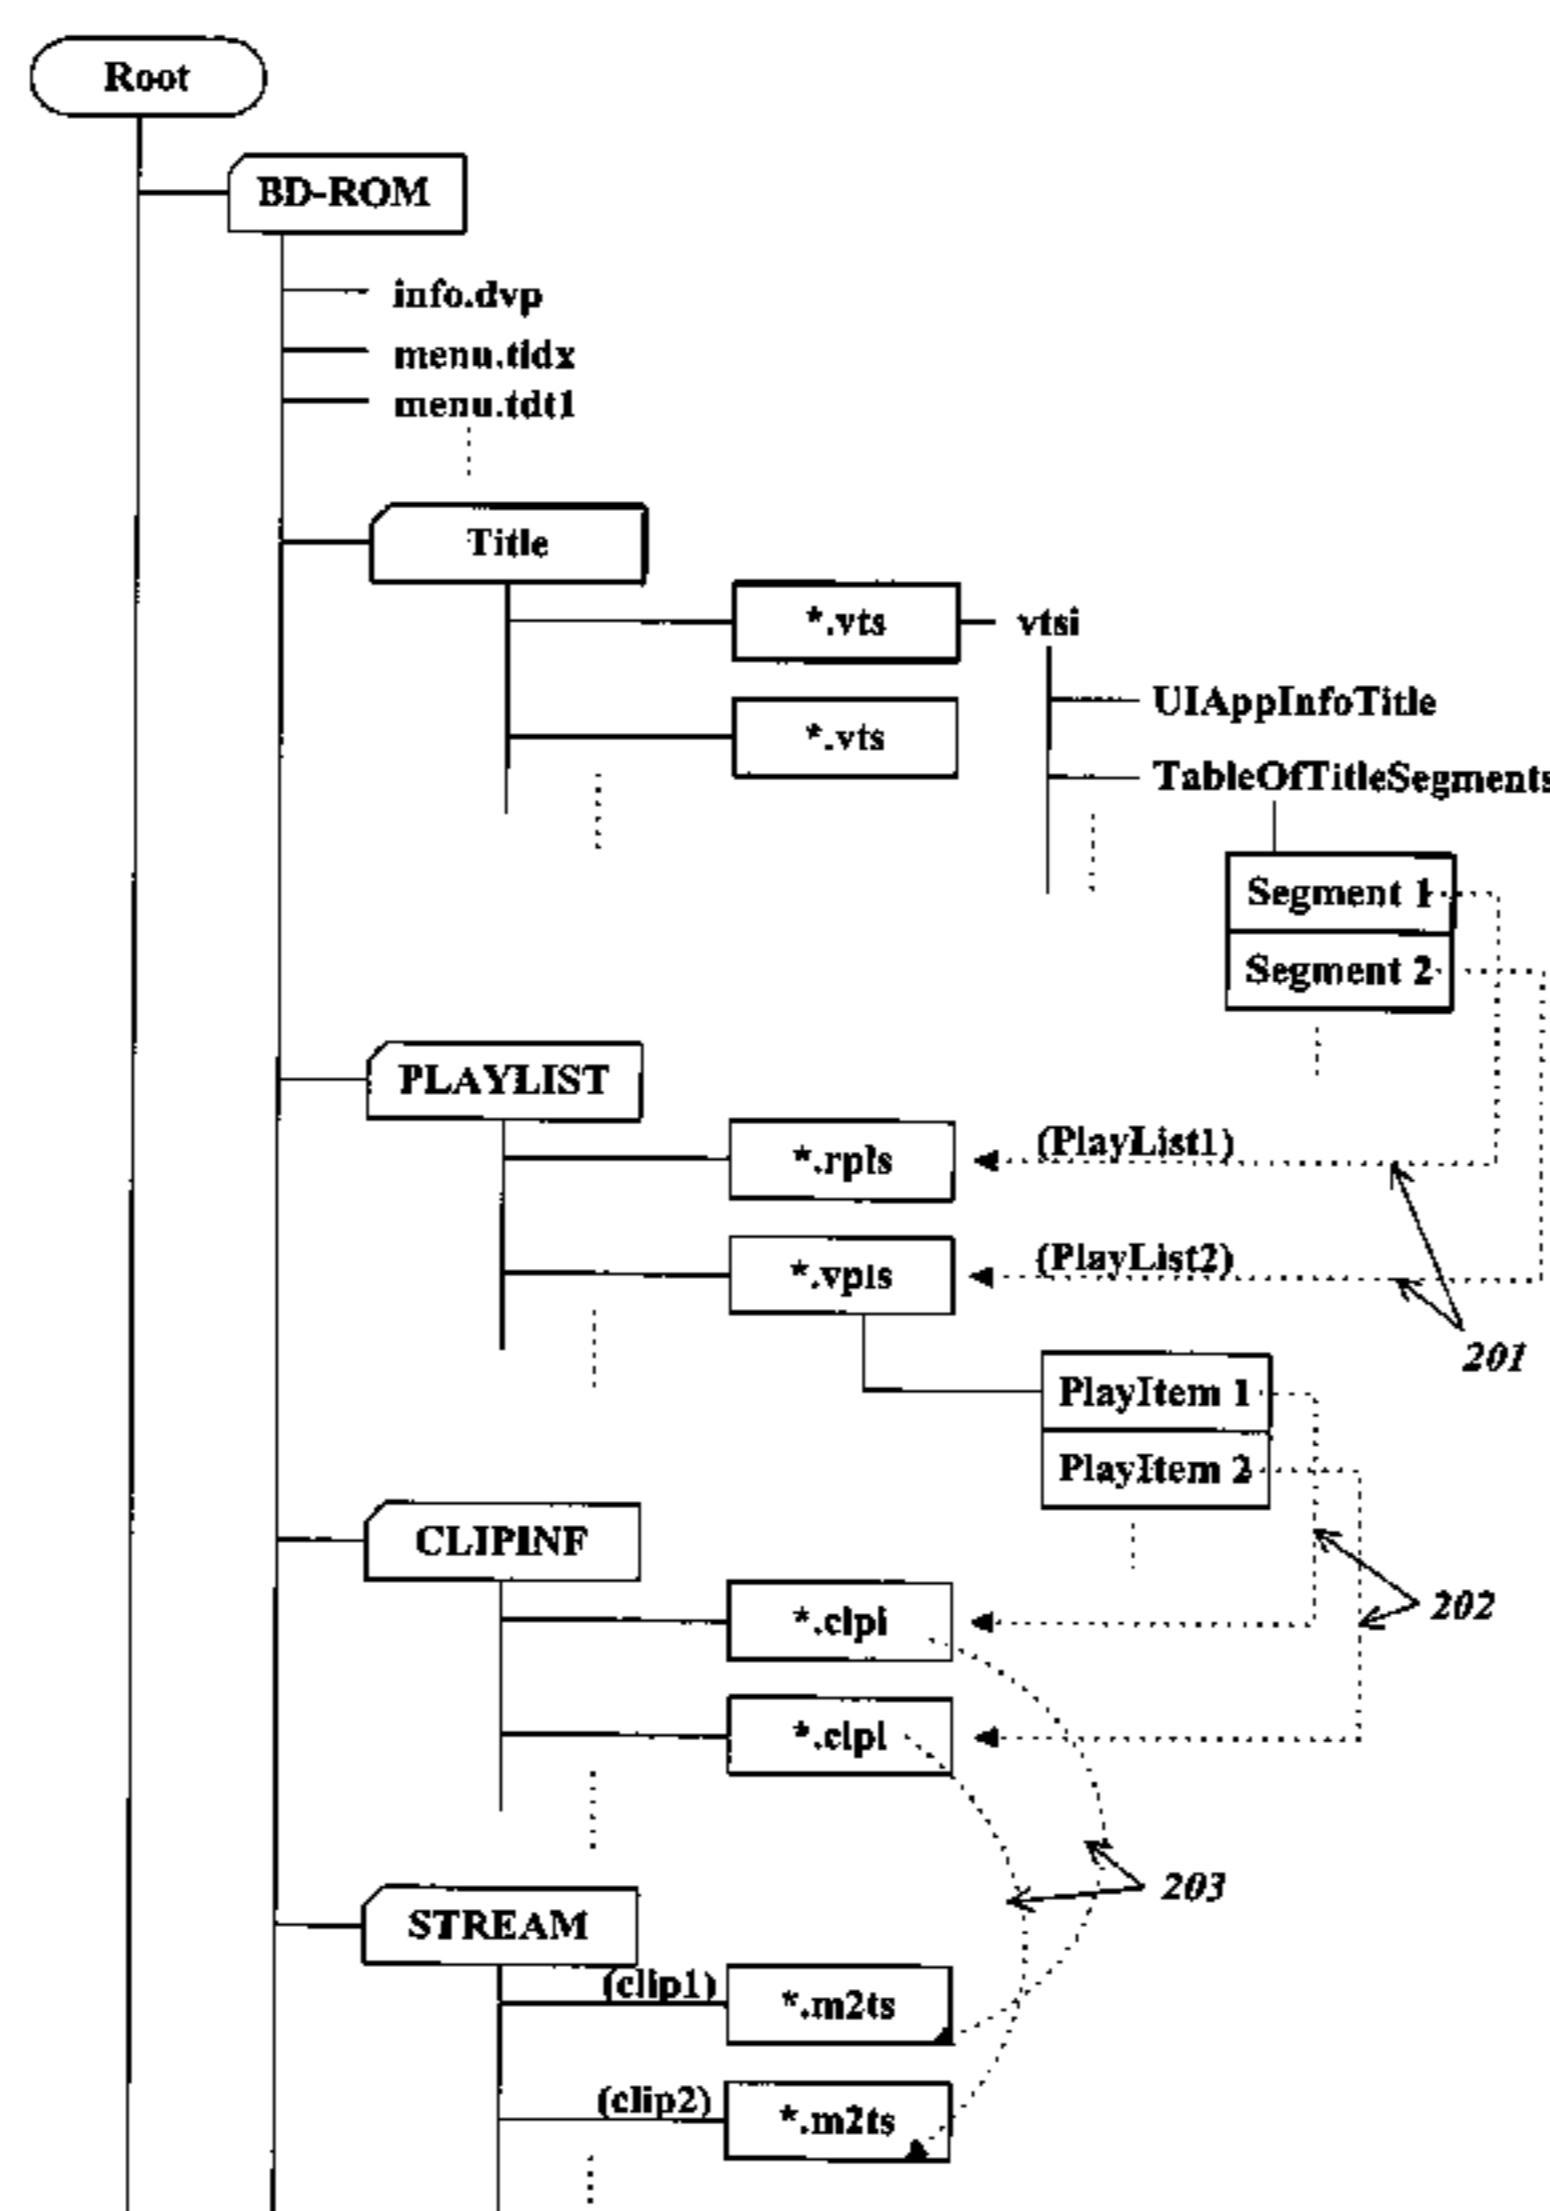 Root
BD-ROM
info.dvp
menu.tidx
menu.tdt1
Title
*.vts
vtsi
*.vts
UIAppInfoTitle
TableOfTitleSegments
Segment 1
Segment 2
PLAYLIST
*.rpls
(PlayList1)
*.vpls
(PlayList2)
201
PlayItem 1
PlayItem 2
CLIPINF
*.clpi
202
*.clpi
203
STREAM
(clip1)
*.m2ts
(clip2)
*.m2ts